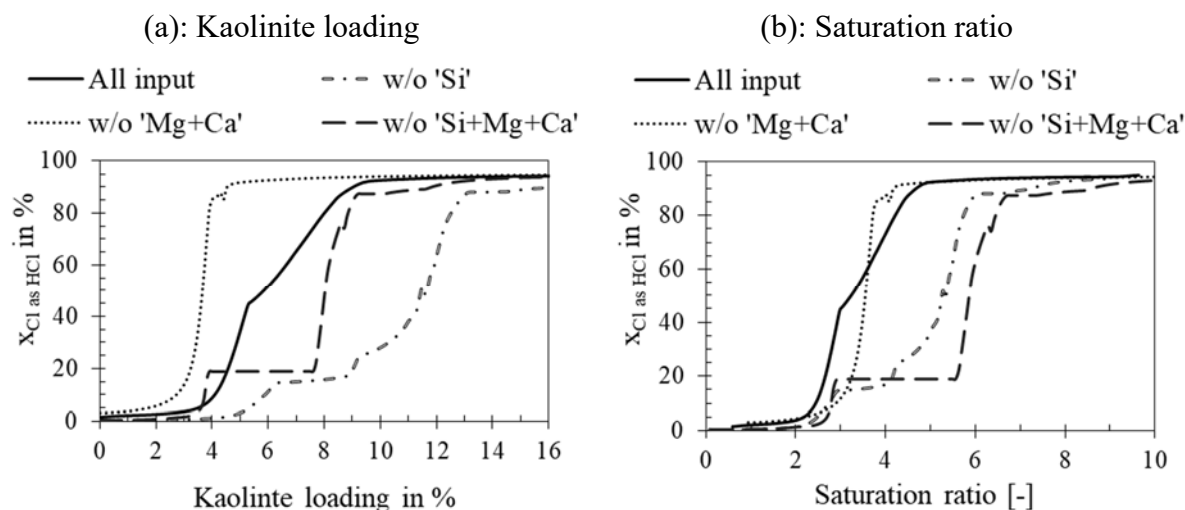 (a): Kaolinite loading
All input
w/o 'Si'
w/o 'Mg+Ca'
w/o 'Si+Mg+Ca'
100
80
60
40
20
0
x Cl as HCl in %
0 2 4 6 8 10 12 14 16
Kaolinte loading in %
(b): Saturation ratio
All input
w/o 'Si'
w/o 'Mg+Ca'
w/o 'Si+Mg+Ca'
100
80
60
40
20
0
x Cl as HCl in %
0 2 4 6 8 10
Saturation ratio [-]